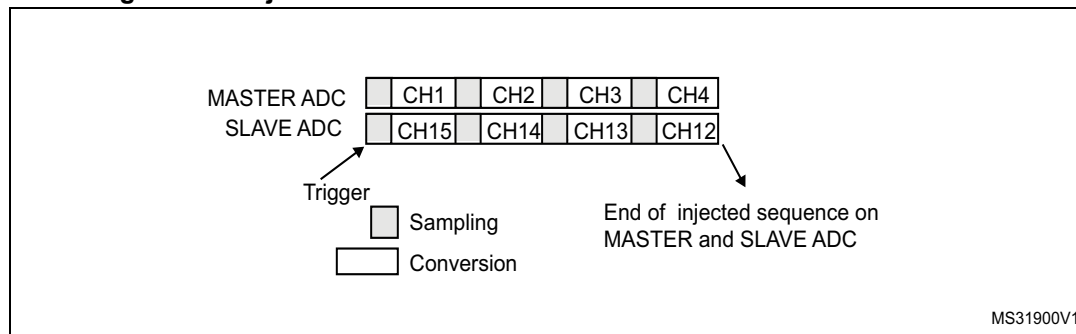 MASTER ADC CH1 CH2 CH3 CH4
SLAVE ADC CH15 CH14 CH13 CH12
Trigger
Sampling
Conversion
End of injected sequence on
MASTER and SLAVE ADC
MS31900V1